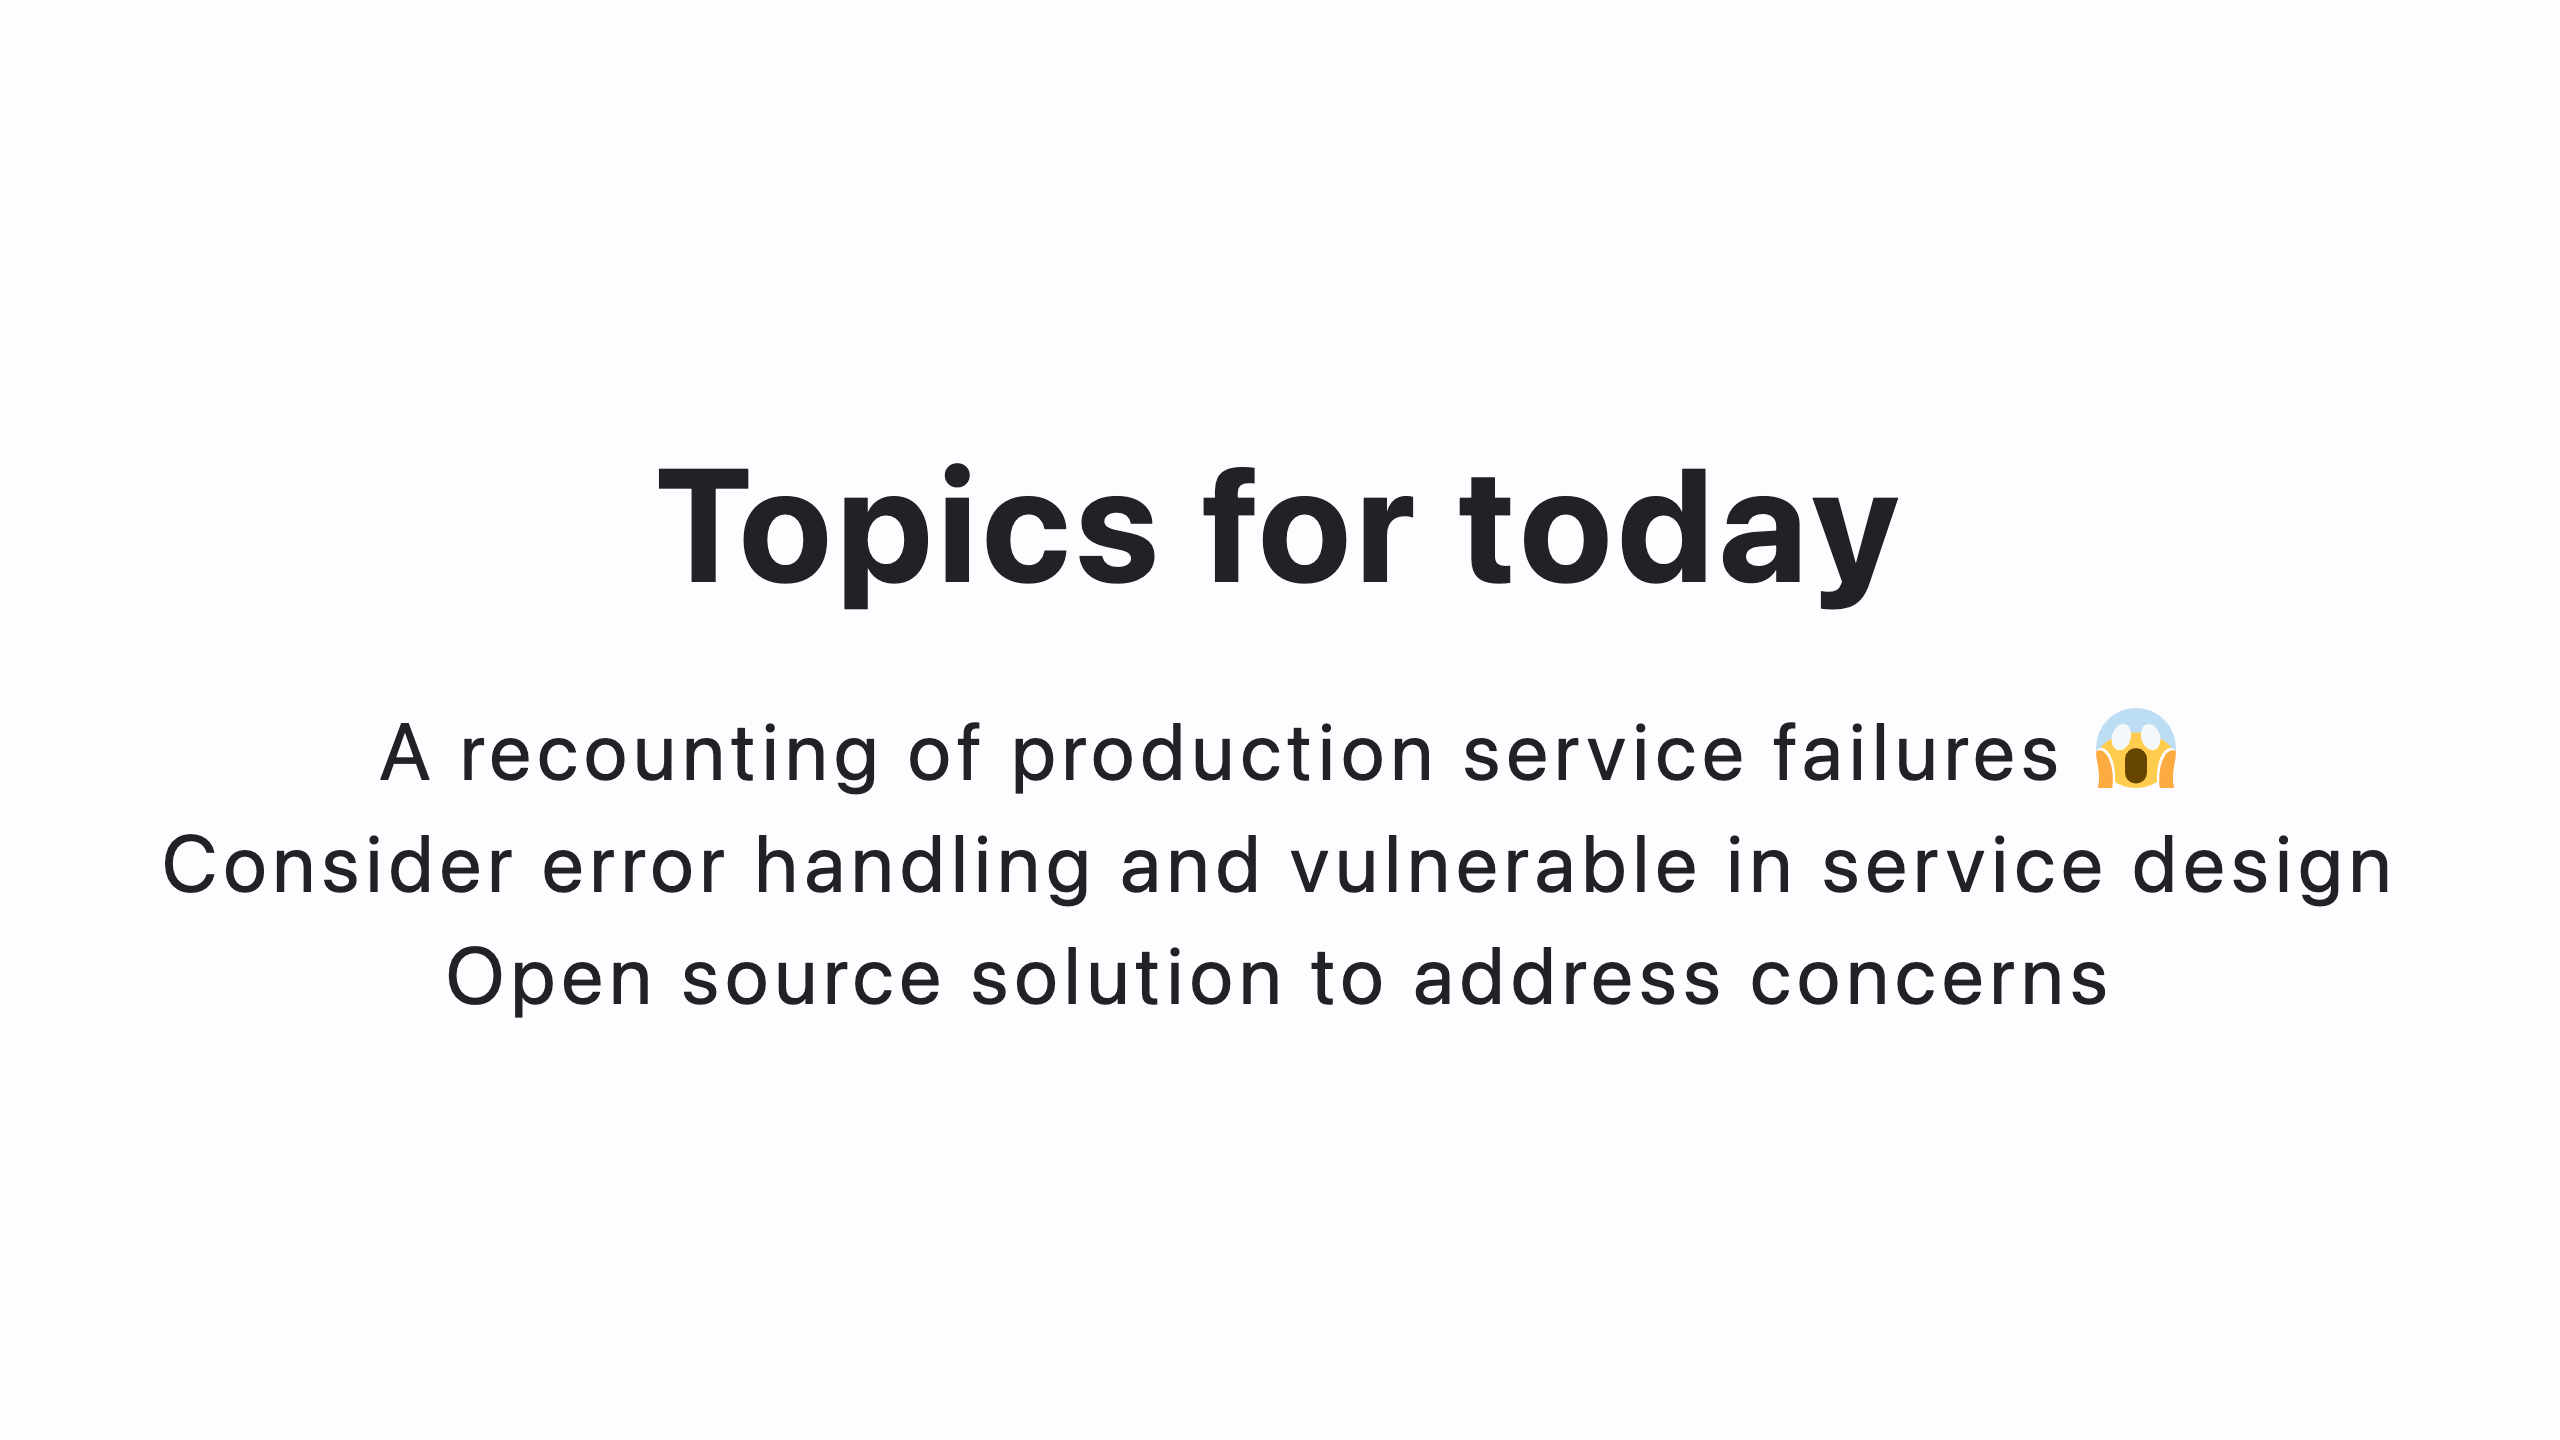 Topics for today
A recounting of production service failures 😱
Consider error handling and vulnerable in service design
Open source solution to address concerns